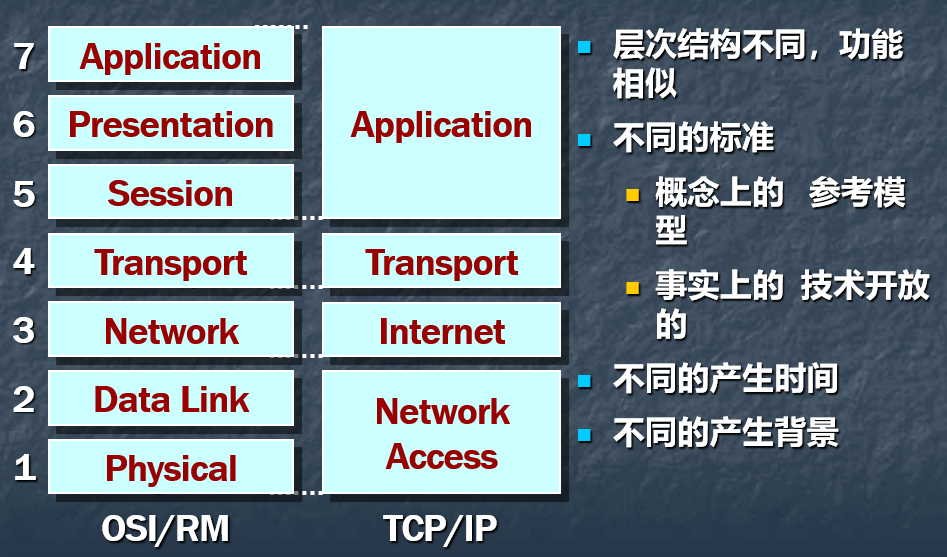 7 Application
6 Presentation
5 Session
4 Transport
3 Network
2 Data Link
1 Physical
OSI/RM
Application
Transport
Internet
Network
Access
TCP/IP
层次结构不同，功能
相似
不同的标准
概念上的 参考模
型
事实上的 技术开放
的
不同的产生时间
不同的产生背景